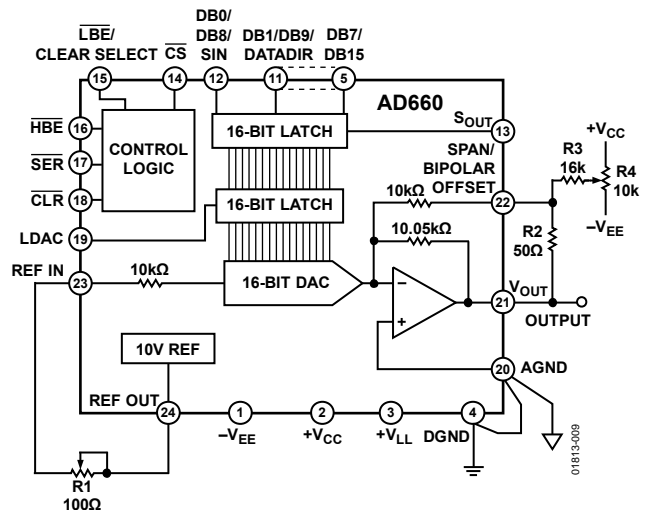 LBE/
CLEAR SELECT
CS
DB0/
DB8/
SIN
DB1/DB9/
DATADIR
DB7/
DB15
15
14
12
11
5
AD660
HBE
16
SER
17
CLR
18
LDAC
19
REF IN
23
CONTROL
LOGIC
16-BIT LATCH
16-BIT LATCH
16-BIT DAC
10kΩ
SOUT
13
SPAN/
BIPOLAR
OFFSET
10kΩ
22
10.05kΩ
R3
16k
+VCC
R4
10k
–VEE
R2
50Ω
–
+
VOUT
21
OUTPUT
10V REF
20
AGND
REF OUT
24
1
2
3
4
–VEE
+VCC
+VLL
DGND
R1
100Ω
01813-009